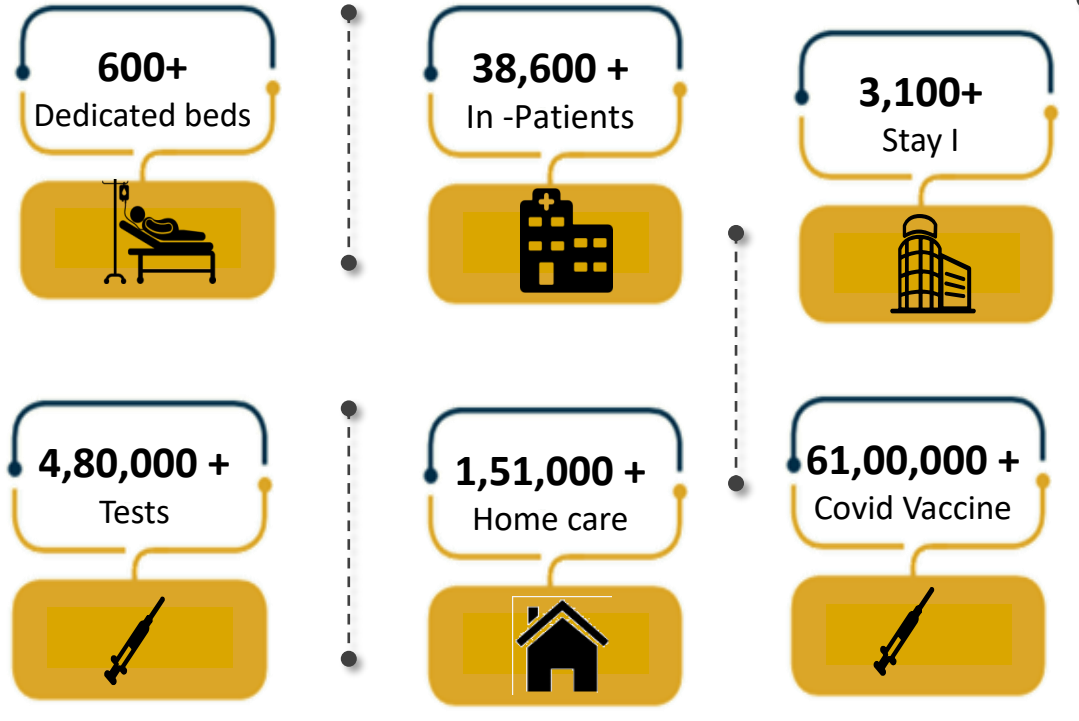 600+
Dedicated beds
38,600 +
In -Patients
3,100+
Stay I
4,80,000 +
Tests
1,51,000 +
Home care
61,00,000 +
Covid Vaccine